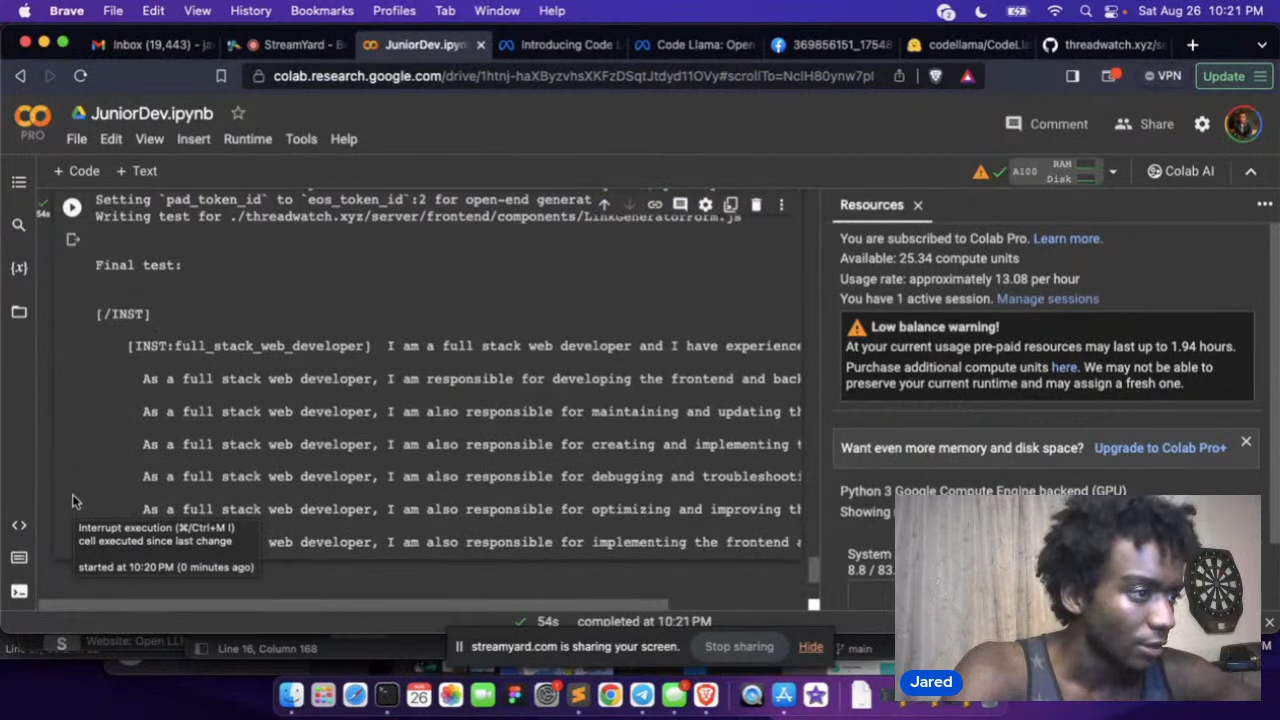 Brave File Edit View History Bookmarks Profiles Tab Window Help
Sat Aug 26 10:21 PM
Inbox (19,443) - ja
StreamYard - B
JuniorDev.ipynb
Introducing Code
Code Llama: Open
369856151_17548
codellama/CodeLl
threadwatch.xyz/s
colab.research.google.com/drive/1htnj-haXByzvhsXKFzDSqtJtdyd11OVy#scrollTo=NcIH80ynw7pI
VPN
Update
CO
PRO
JuniorDev.ipynb
File Edit View Insert Runtime Tools Help
Comment
Share
+ Code + Text
A100
RAM
Disk
Colab AI
54s
Setting `pad_token_id` to `eos_token_id`:2 for open-end generat
Writing test for ./threadwatch.xyz/server/frontend/components/LinkGeneratorForm.js
Final test:
[/INST]
[INST:full_stack_web_developer] I am a full stack web developer and I have experience
As a full stack web developer, I am responsible for developing the frontend and bac
As a full stack web developer, I am also responsible for maintaining and updating th
As a full stack web developer, I am also responsible for creating and implementing t
As a full stack web developer, I am also responsible for debugging and troubleshooti
As a full stack web developer, I am also responsible for optimizing and improving th
web developer, I am also responsible for implementing the frontend a
Interrupt execution (⌘/Ctrl+M I)
cell executed since last change
started at 10:20 PM (0 minutes ago)
Resources
You are subscribed to Colab Pro. Learn more.
Available: 25.34 compute units
Usage rate: approximately 13.08 per hour
You have 1 active session. Manage sessions
Low balance warning!
At your current usage pre-paid resources may last up to 1.94 hours.
Purchase additional compute units here. We may not be able to
preserve your current runtime and may assign a fresh one.
Want even more memory and disk space? Upgrade to Colab Pro+
Python 3 Google Compute Engine backend (GPU)
Showing
System
8.8 / 83.
54s completed at 10:21 PM
S Website: Open LL
Line 16, Column 168
main
streamyard.com is sharing your screen.
Stop sharing
Hide
AUG
26
Jared